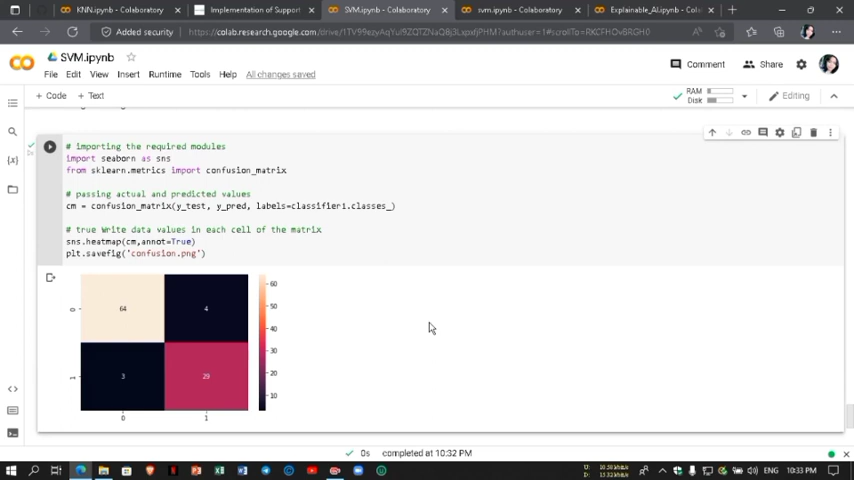 KNN.ipynb - Colaboratory
Implementation of Support
SVM.ipynb - Colaboratory
svm.ipynb - Colaboratory
Explainable_AI.ipynb - Colabora
Added security
SVM.ipynb
File Edit View Insert Runtime Tools Help All changes saved
Comment
Share
+ Code + Text
RAM
Disk
Editing
# importing the required modules
import seaborn as sns
from sklearn.metrics import confusion_matrix
# passing actual and predicted values
cm = confusion_matrix(y_test, y_pred, labels=classifier1.classes_)
# true Write data values in each cell of the matrix
sns.heatmap(cm,annot=True)
plt.savefig('confusion.png')
64 4
3 29
0
1
0 1
60
50
40
30
20
10
0s completed at 10:32 PM
ENG 10:33 PM